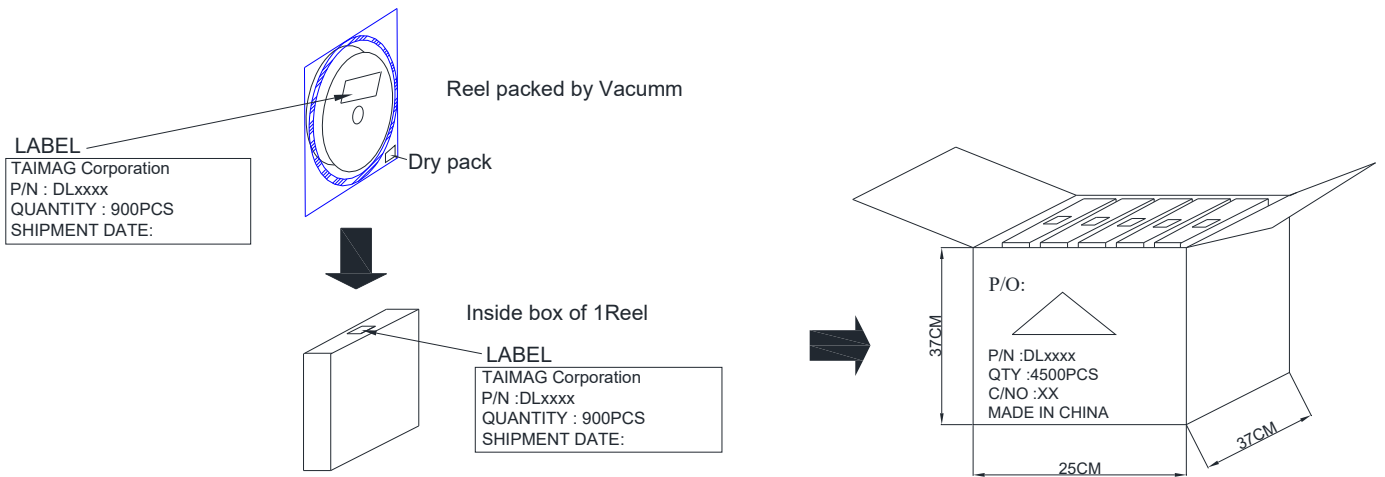 Reel packed by Vacumm
LABEL
TAIMAG Corporation
P/N : DLxxxx
QUANTITY : 900PCS
SHIPMENT DATE:
Dry pack
Inside box of 1Reel
LABEL
TAIMAG Corporation
P/N :DLxxxx
QUANTITY : 900PCS
SHIPMENT DATE:
P/O:
P/N :DLxxxx
QTY :4500PCS
C/NO :XX
MADE IN CHINA
37CM
25CM
37CM